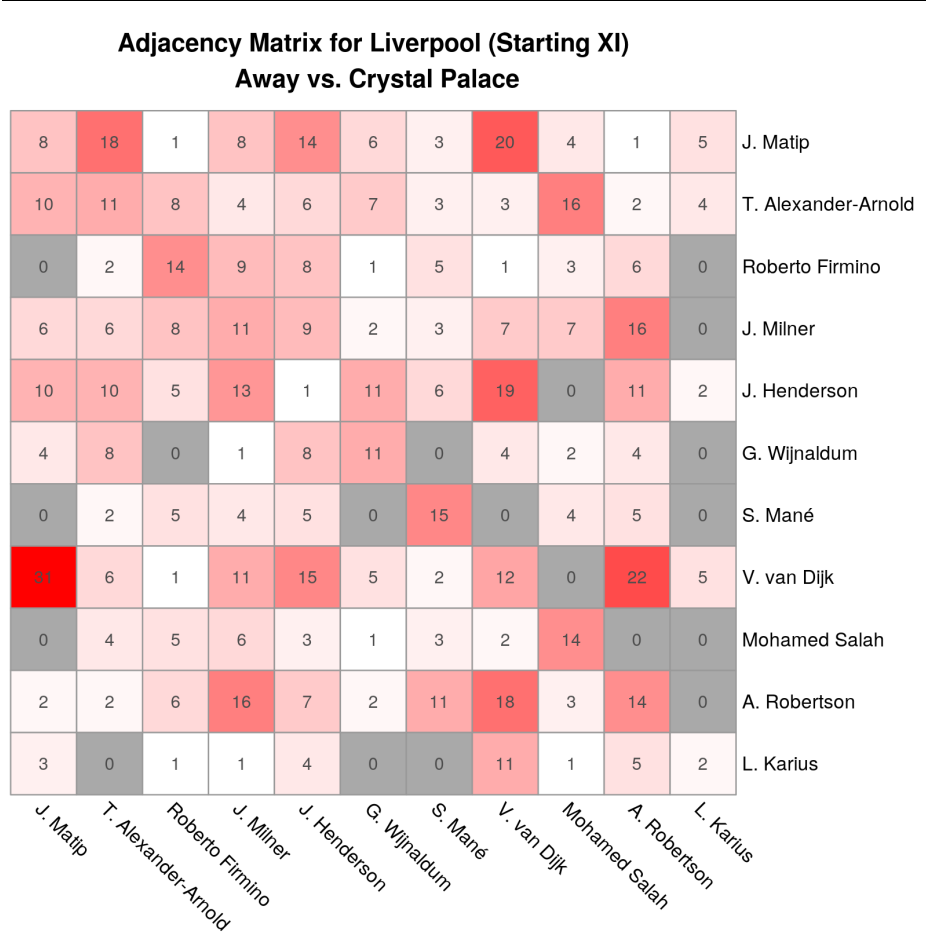 Adjacency Matrix for Liverpool (Starting XI)
Away vs. Crystal Palace
8 18 1 8 14 6 3 20 4 1 5 J. Matip
10 11 8 4 6 7 3 3 16 2 4 T. Alexander-Arnold
0 2 14 9 8 1 5 1 3 6 0 Roberto Firmino
6 6 8 11 9 2 3 7 7 16 0 J. Milner
10 10 5 13 1 11 6 19 0 11 2 J. Henderson
4 8 0 1 8 11 0 4 2 4 0 G. Wijnaldum
0 2 5 4 5 0 15 0 4 5 0 S. Mané
31 6 1 11 15 5 2 12 0 22 5 V. van Dijk
0 4 5 6 3 1 3 2 14 0 0 Mohamed Salah
2 2 6 16 7 2 11 18 3 14 0 A. Robertson
3 0 1 1 4 0 0 11 1 5 2 L. Karius
J. Matip
T. Alexander-Arnold
Roberto Firmino
J. Milner
J. Henderson
G. Wijnaldum
S. Mané
V. van Dijk
Mohamed Salah
A. Robertson
L. Karius